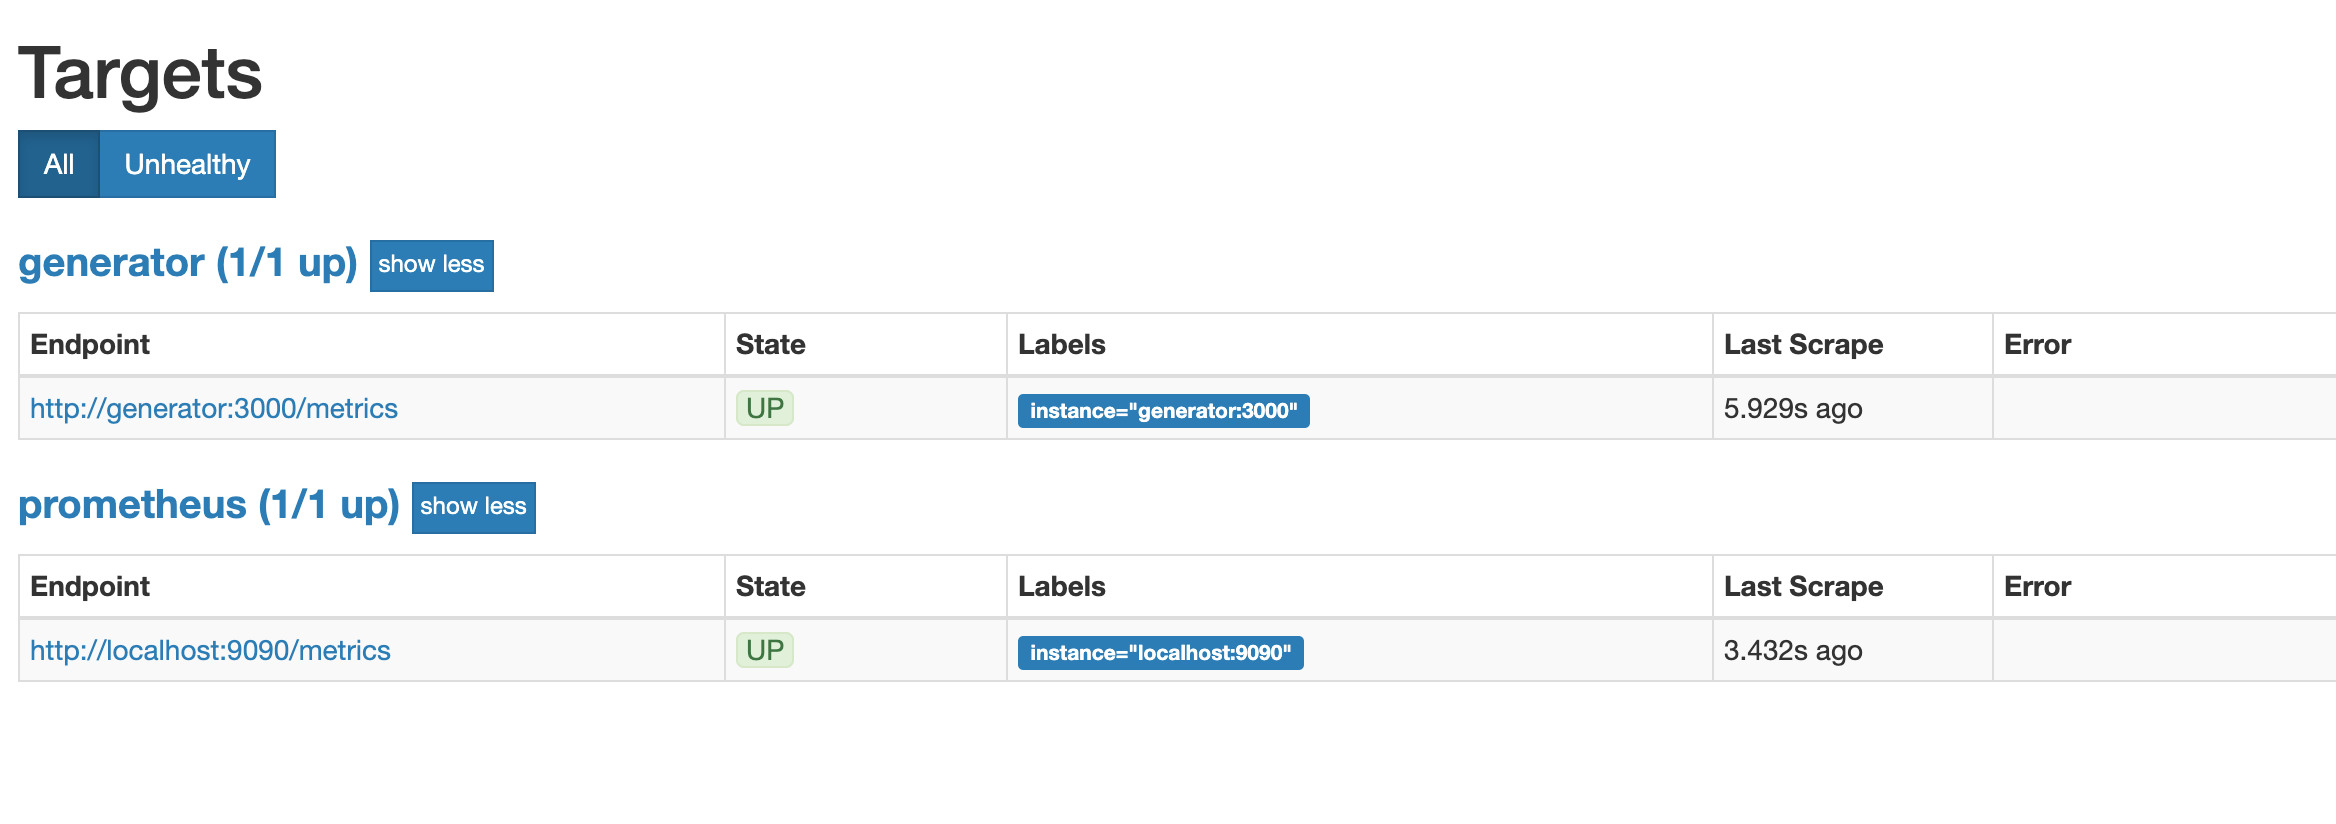 Targets
All Unhealthy
generator (1/1 up) show less
Endpoint State Labels Last Scrape Error
http://generator:3000/metrics UP instance="generator:3000" 5.929s ago
prometheus (1/1 up) show less
Endpoint State Labels Last Scrape Error
http://localhost:9090/metrics UP instance="localhost:9090" 3.432s ago